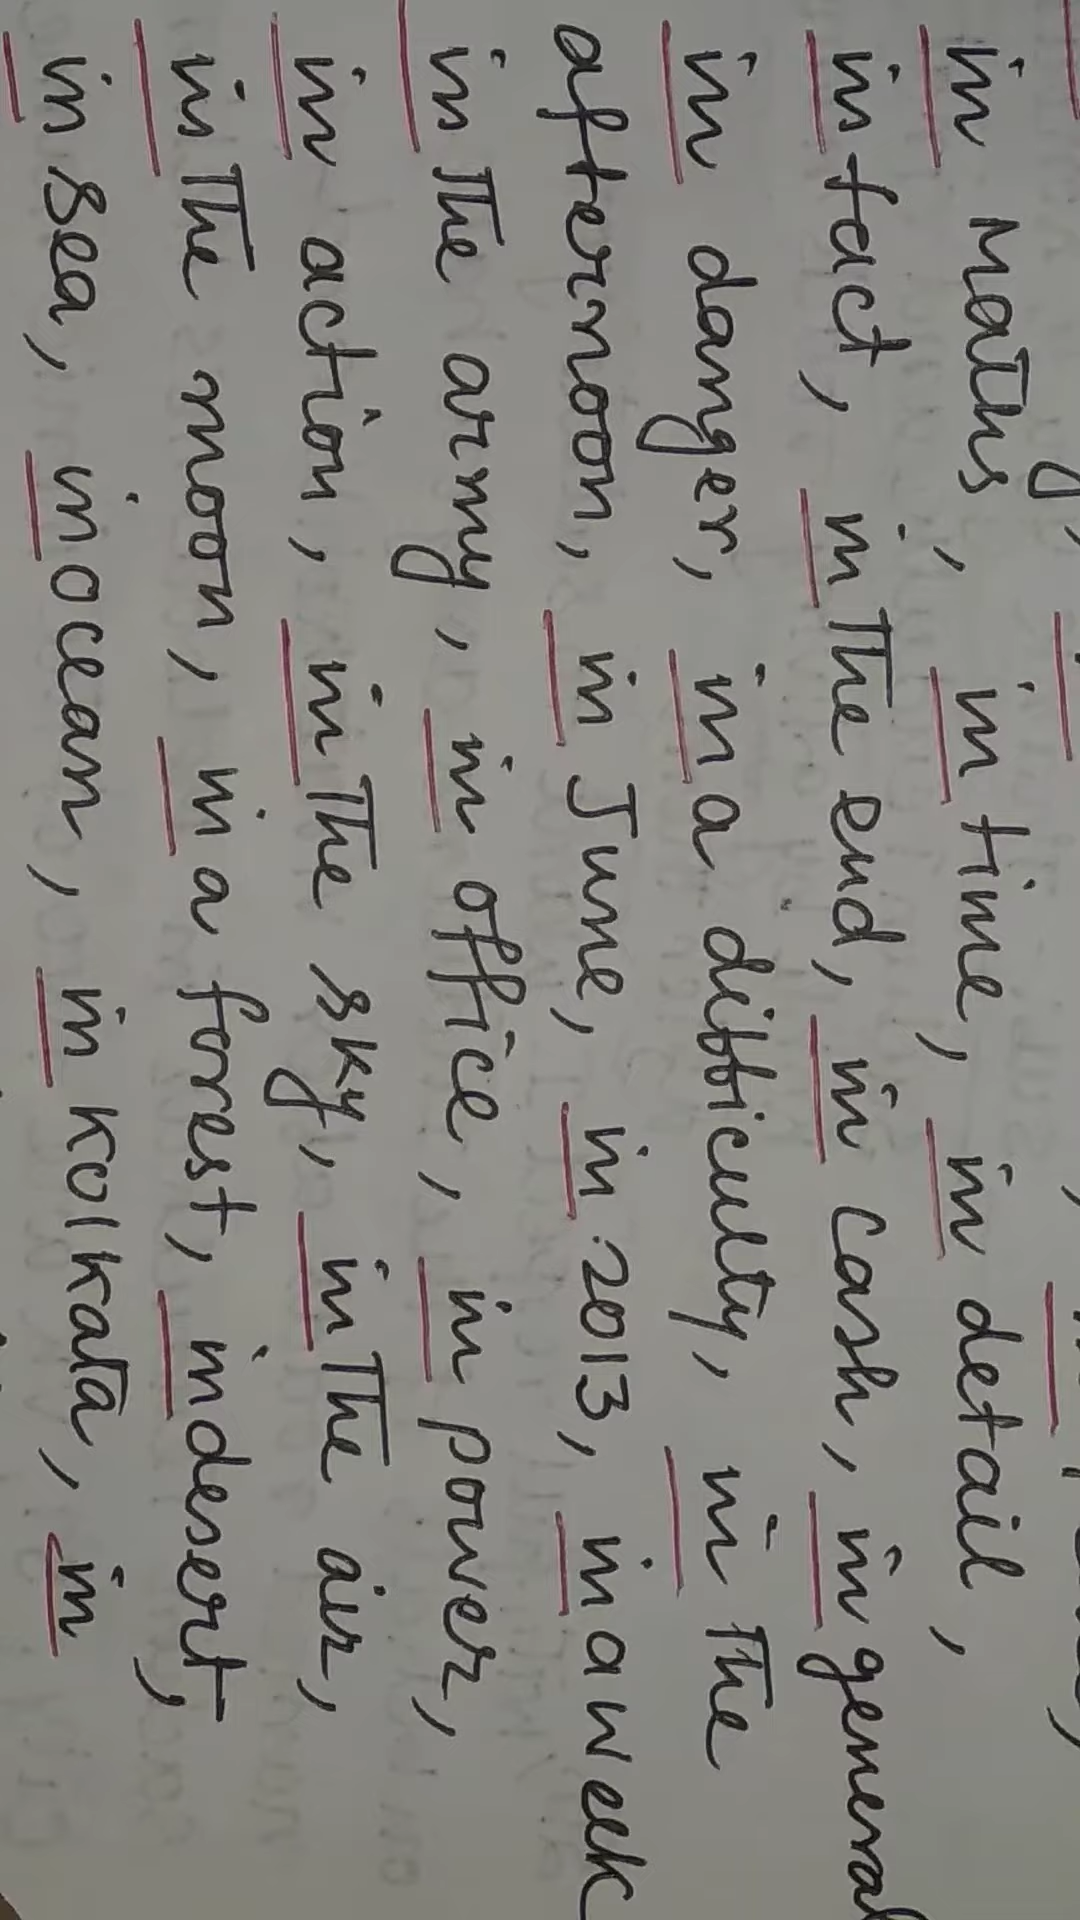 in maths, in time, in detail,
in fact, in the end, in cash, in general
in danger, in a difficulty, in the
afternoon, in June, in 2013, in a week
in the army, in office, in power,
in action, in the sky, in the air,
in the moon, in a forest, in desert,
in sea, in ocean, in Kolkata, in